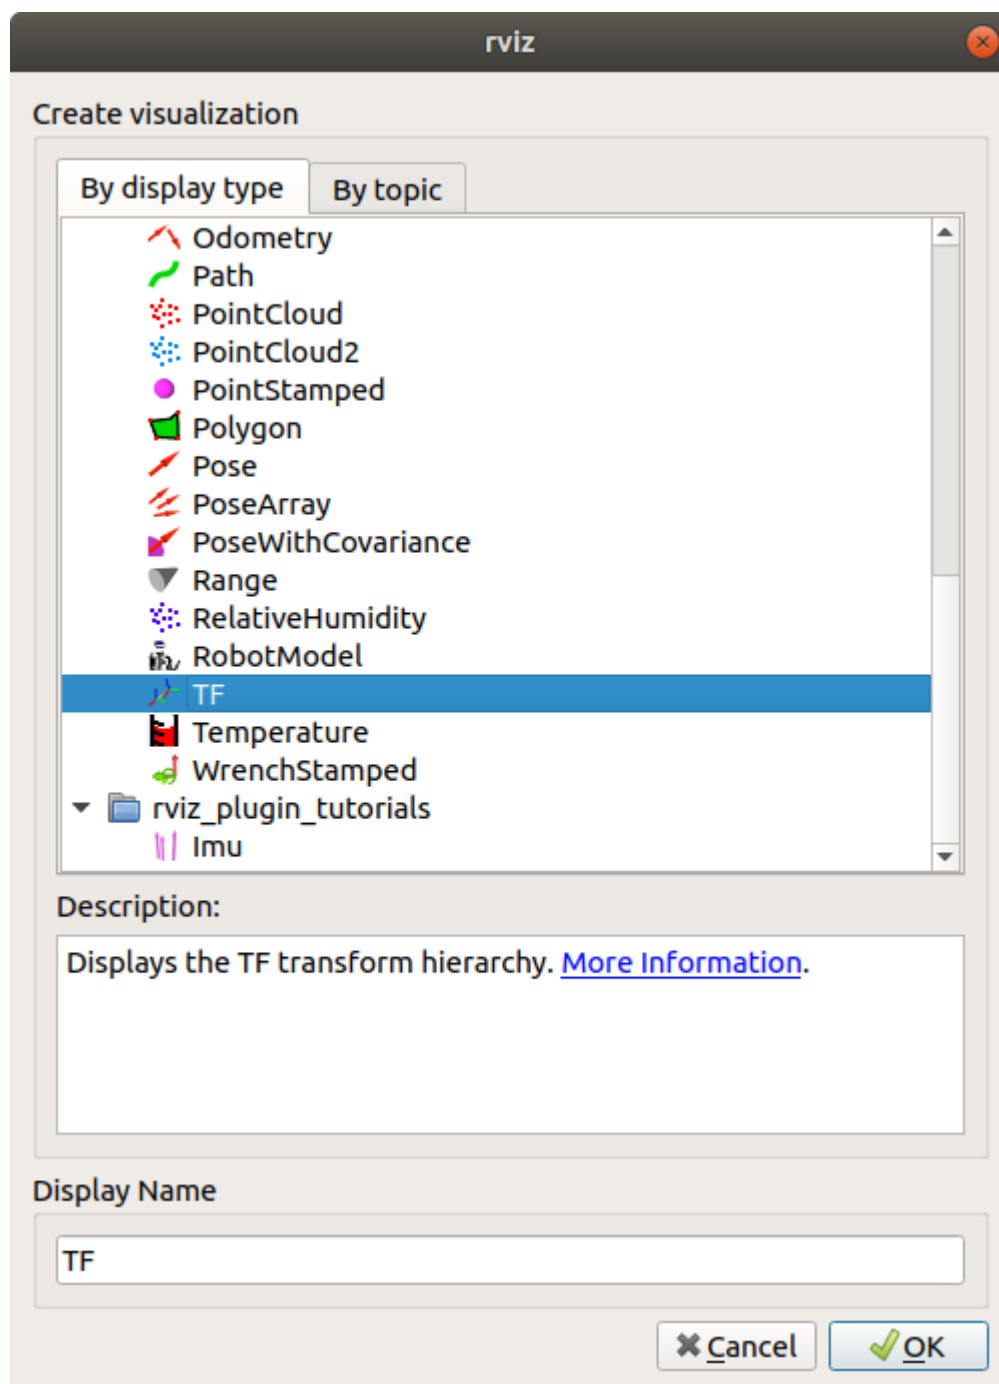 rviz
Create visualization
By display type
By topic
Odometry
Path
PointCloud
PointCloud2
PointStamped
Polygon
Pose
PoseArray
PoseWithCovariance
Range
RelativeHumidity
RobotModel
TF
Temperature
WrenchStamped
rviz_plugin_tutorials
Imu
Description:
Displays the TF transform hierarchy. More Information.
Display Name
TF
Cancel
OK